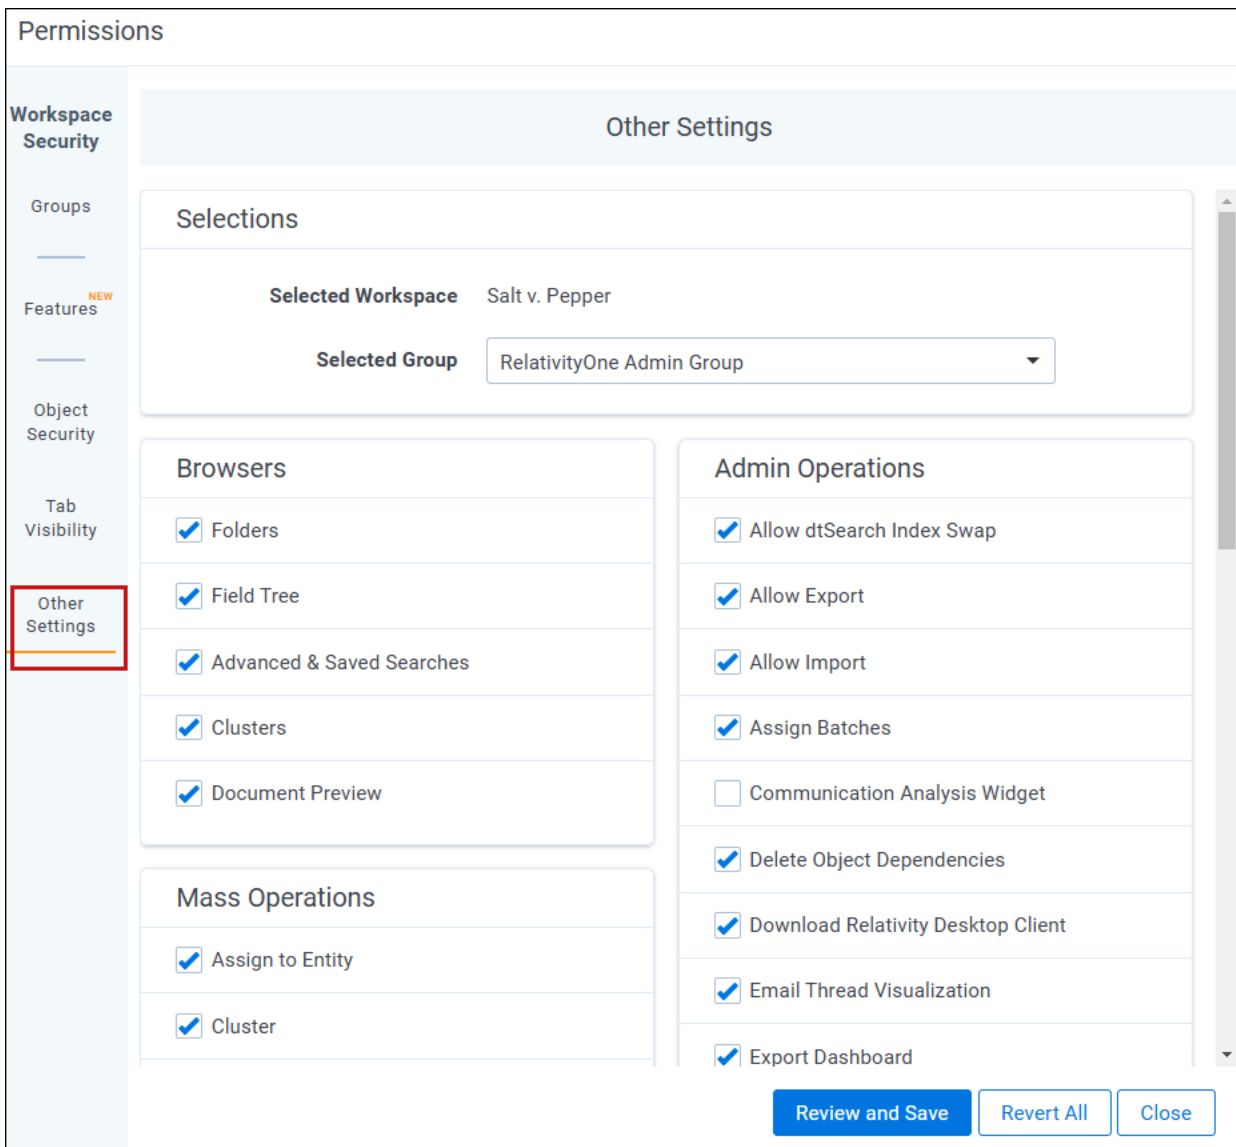 Permissions
Workspace
Security
Groups
Features NEW
Object
Security
Tab
Visibility
Other
Settings
Other Settings
Selections
Selected Workspace Salt v. Pepper
Selected Group RelativityOne Admin Group
Browsers
Folders
Field Tree
Advanced & Saved Searches
Clusters
Document Preview
Mass Operations
Assign to Entity
Cluster
Admin Operations
Allow dtSearch Index Swap
Allow Export
Allow Import
Assign Batches
Communication Analysis Widget
Delete Object Dependencies
Download Relativity Desktop Client
Email Thread Visualization
Export Dashboard
Review and Save Revert All Close